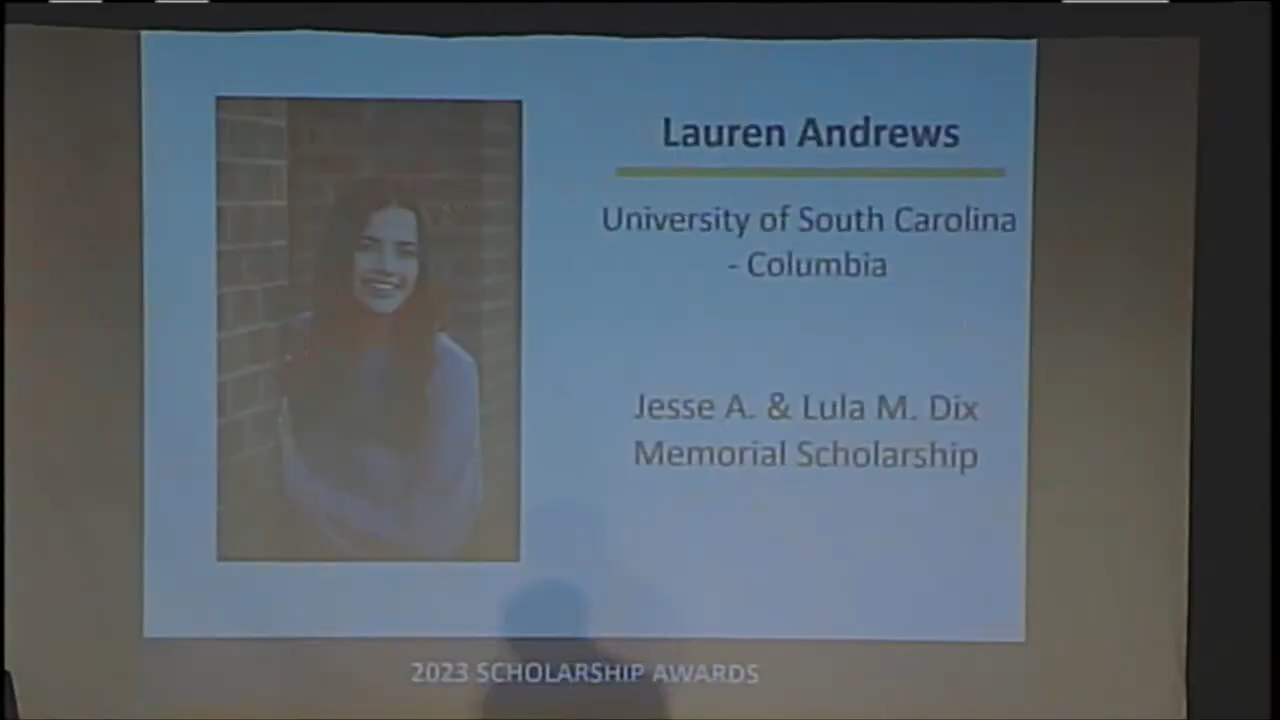 Lauren Andrews
University of South Carolina
- Columbia
Jesse A. & Lula M. Dix
Memorial Scholarship
2023 SCHOLARSHIP AWARDS